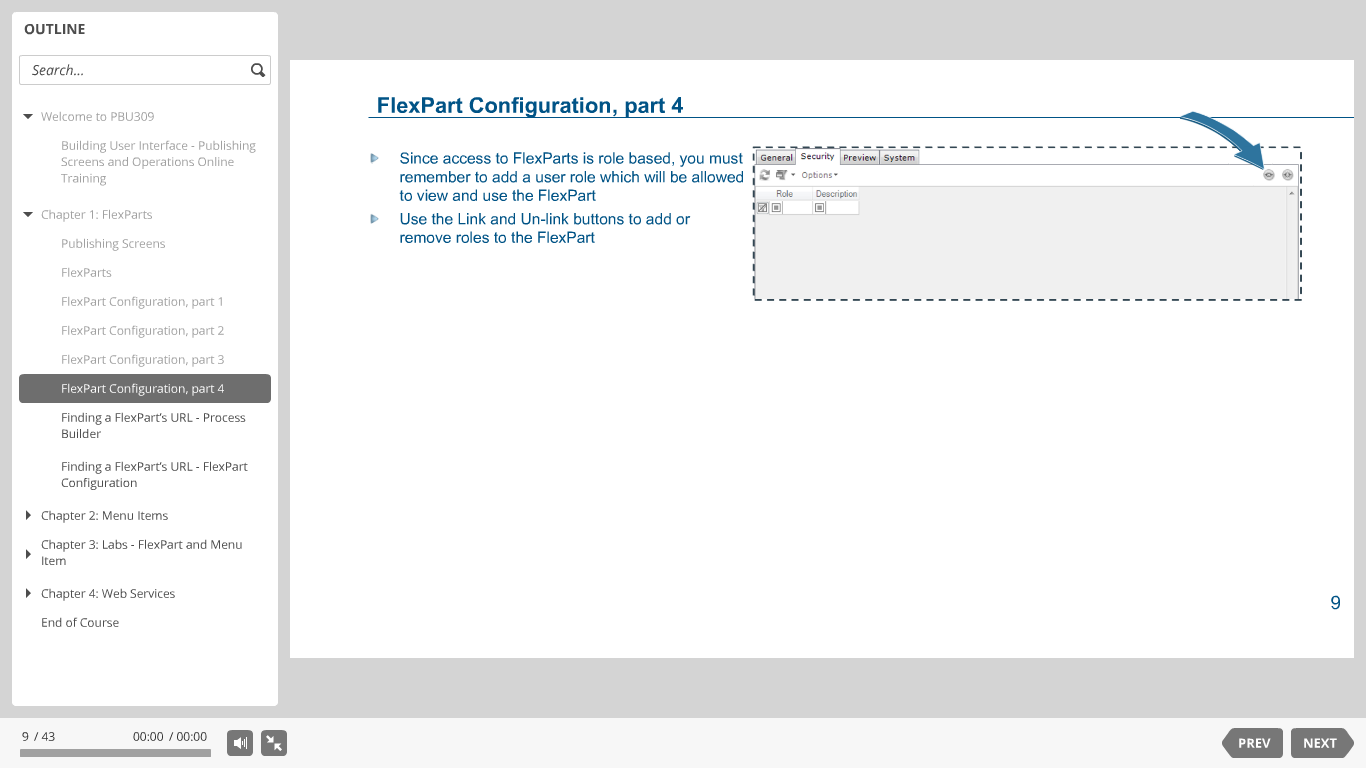 OUTLINE
Search...
Welcome to PBU309
Building User Interface - Publishing
Screens and Operations Online
Training
Chapter 1: FlexParts
Publishing Screens
FlexParts
FlexPart Configuration, part 1
FlexPart Configuration, part 2
FlexPart Configuration, part 3
FlexPart Configuration, part 4
Finding a FlexPart's URL - Process
Builder
Finding a FlexPart's URL - FlexPart
Configuration
Chapter 2: Menu Items
Chapter 3: Labs - FlexPart and Menu
Item
Chapter 4: Web Services
End of Course
FlexPart Configuration, part 4
Since access to FlexParts is role based, you must
remember to add a user role which will be allowed
to view and use the FlexPart
Use the Link and Un-link buttons to add or
remove roles to the FlexPart
General Security Preview System
Options
Role Description
9
9 / 43 00:00 / 00:00
PREV NEXT